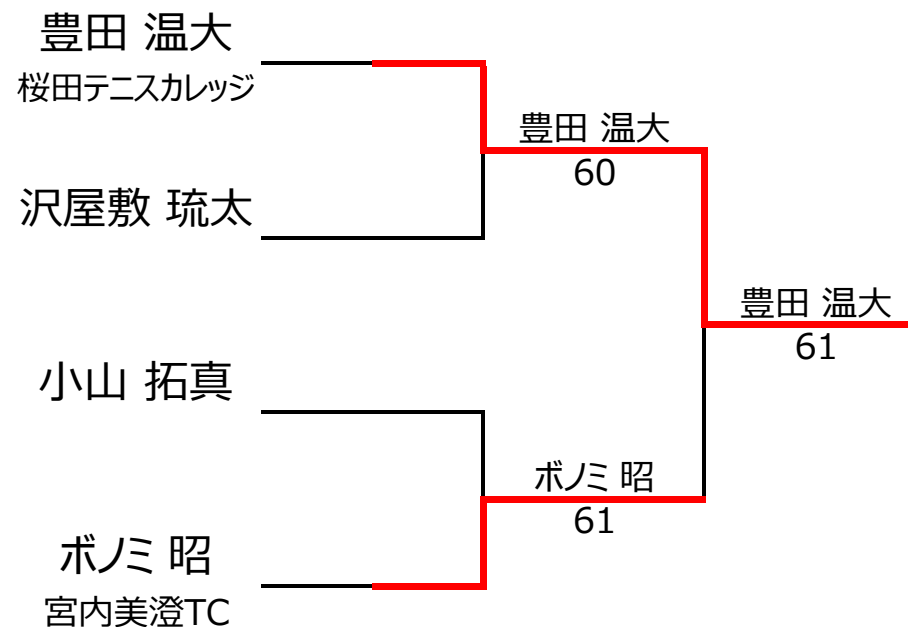 豊田 温大
桜田テニスカレッジ
豊田 温大
60
沢屋敷 琉太
豊田 温大
61
小山 拓真
ボノミ 昭
61
ボノミ 昭
宮内美澄TC